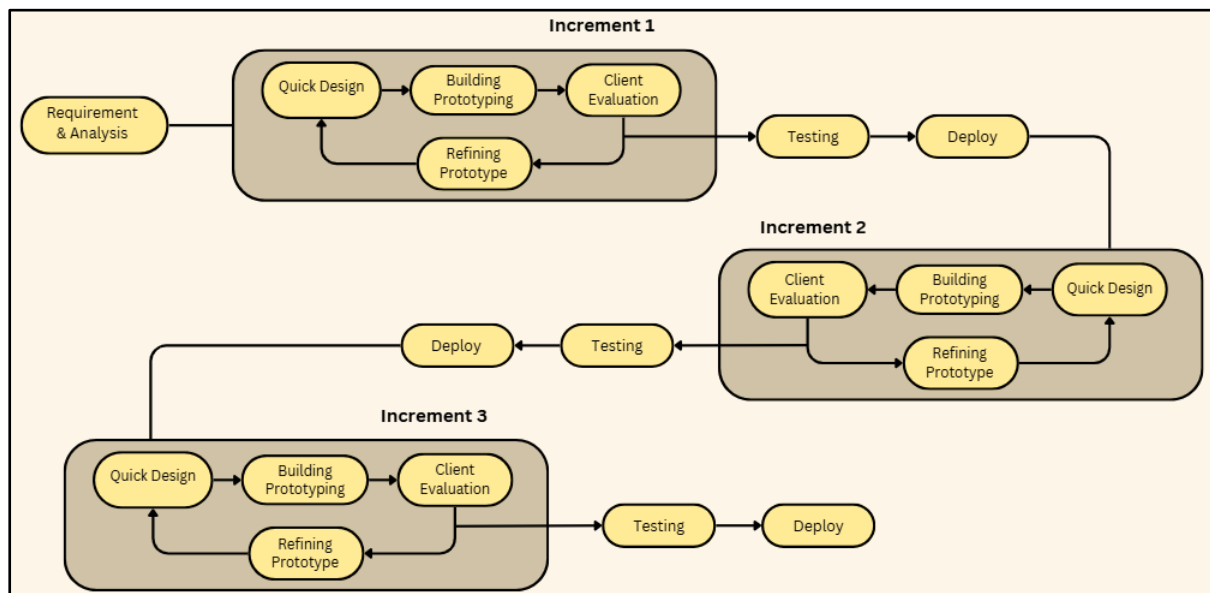 Increment 1
Requirement
& Analysis
Quick Design
Building
Prototyping
Client
Evaluation
Refining
Prototype
Testing
Deploy
Increment 2
Quick Design
Building
Prototyping
Client
Evaluation
Refining
Prototype
Testing
Deploy
Increment 3
Quick Design
Building
Prototyping
Client
Evaluation
Refining
Prototype
Testing
Deploy